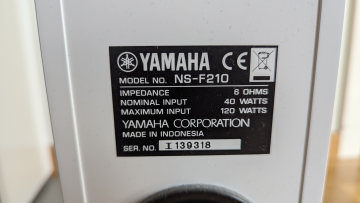 YAMAHA CE
MODEL NO. NS-F210
IMPEDANCE 6 OHMS
NOMINAL INPUT 40 WATTS
MAXIMUM INPUT 120 WATTS
YAMAHA CORPORATION
MADE IN INDONESIA
SER. NO. I 139318